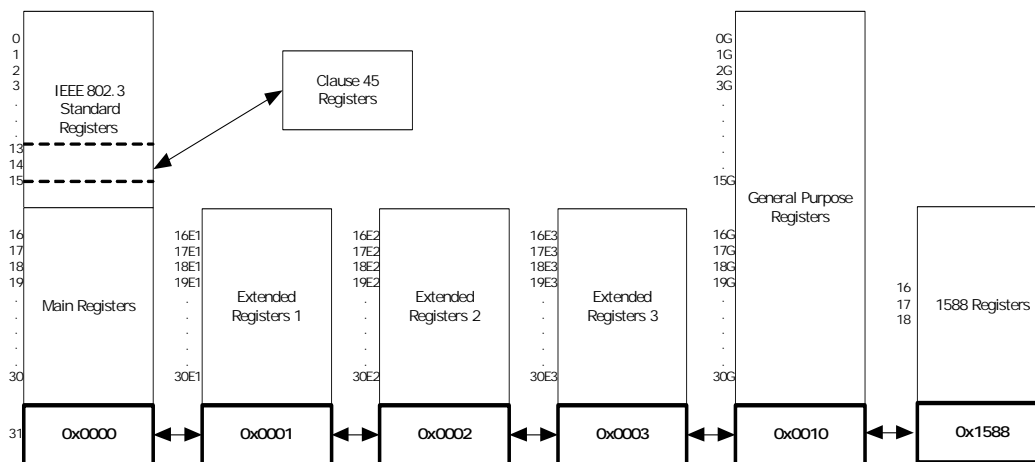 0
1
2
3
.
.
.
13
14
15
IEEE 802.3
Standard
Registers
Clause 45
Registers
16
17
18
19
.
.
.
.
.
30
Main Registers
16E1
17E1
18E1
19E1
.
.
.
.
.
30E1
Extended
Registers 1
16E2
17E2
18E2
19E2
.
.
.
.
.
30E2
Extended
Registers 2
16E3
17E3
18E3
19E3
.
.
.
.
.
30E3
Extended
Registers 3
0G
1G
2G
3G
.
.
.
.
.
15G
16G
17G
18G
19G
.
.
.
.
.
30G
General Purpose
Registers
16
17
18
1588 Registers
31
0x0000
0x0001
0x0002
0x0003
0x0010
0x1588